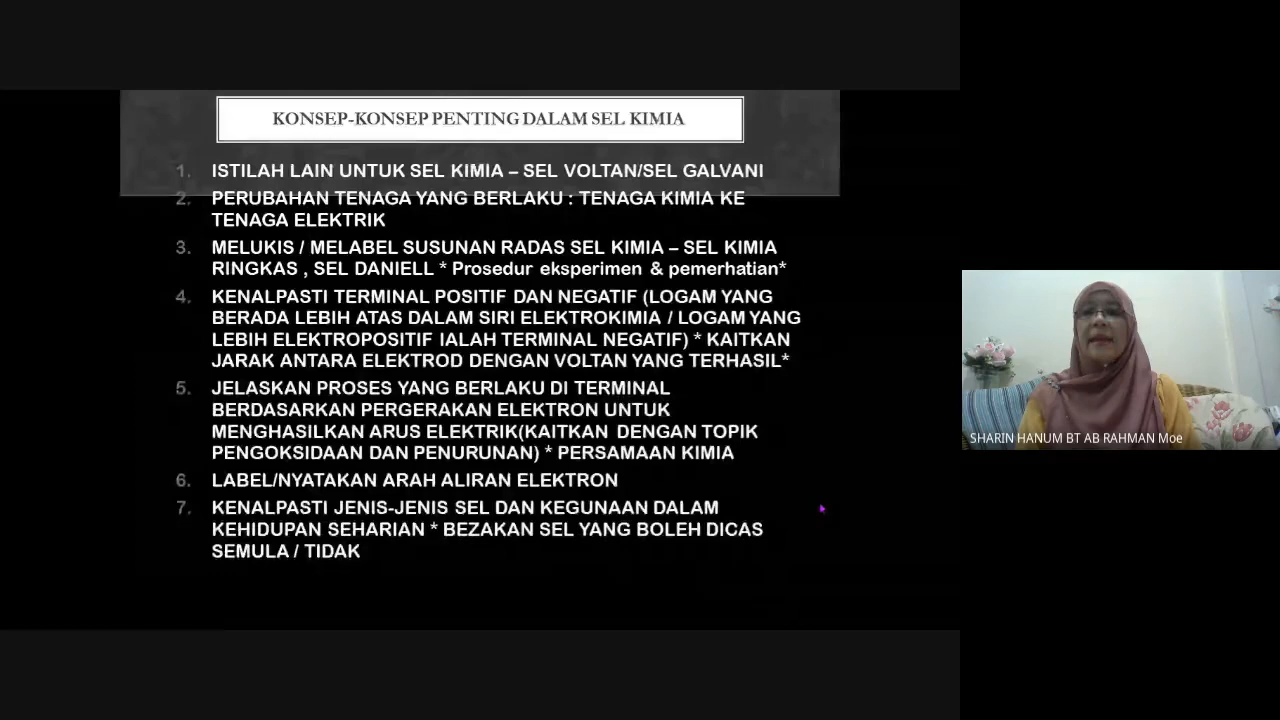 KONSEP-KONSEP PENTING DALAM SEL KIMIA
1. ISTILAH LAIN UNTUK SEL KIMIA – SEL VOLTAN/SEL GALVANI
2. PERUBAHAN TENAGA YANG BERLAKU : TENAGA KIMIA KE
TENAGA ELEKTRIK
3. MELUKIS / MELABEL SUSUNAN RADAS SEL KIMIA – SEL KIMIA
RINGKAS , SEL DANIELL * Prosedur eksperimen & pemerhatian*
4. KENALPASTI TERMINAL POSITIF DAN NEGATIF (LOGAM YANG
BERADA LEBIH ATAS DALAM SIRI ELEKTROKIMIA / LOGAM YANG
LEBIH ELEKTROPOSITIF IALAH TERMINAL NEGATIF) * KAITKAN
JARAK ANTARA ELEKTROD DENGAN VOLTAN YANG TERHASIL*
5. JELASKAN PROSES YANG BERLAKU DI TERMINAL
BERDASARKAN PERGERAKAN ELEKTRON UNTUK
MENGHASILKAN ARUS ELEKTRIK(KAITKAN DENGAN TOPIK
PENGOKSIDAAN DAN PENURUNAN) * PERSAMAAN KIMIA
6. LABEL/NYATAKAN ARAH ALIRAN ELEKTRON
7. KENALPASTI JENIS-JENIS SEL DAN KEGUNAAN DALAM
KEHIDUPAN SEHARIAN * BEZAKAN SEL YANG BOLEH DICAS
SEMULA / TIDAK
SHARIN HANUM BT AB RAHMAN Moe